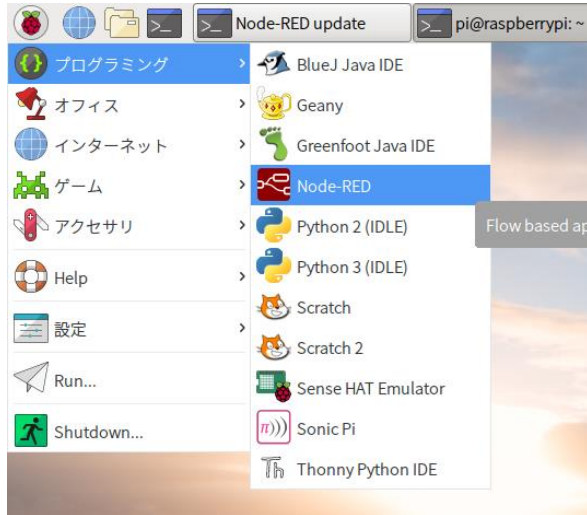 Node-RED update
pi@raspberrypi: ~
プログラミング
オフィス
インターネット
ゲーム
アクセサリ
Help
設定
Run...
Shutdown...
BlueJ Java IDE
Geany
Greenfoot Java IDE
Node-RED
Python 2 (IDLE)
Python 3 (IDLE)
Scratch
Scratch 2
Sense HAT Emulator
Sonic Pi
Thonny Python IDE
Flow based ap